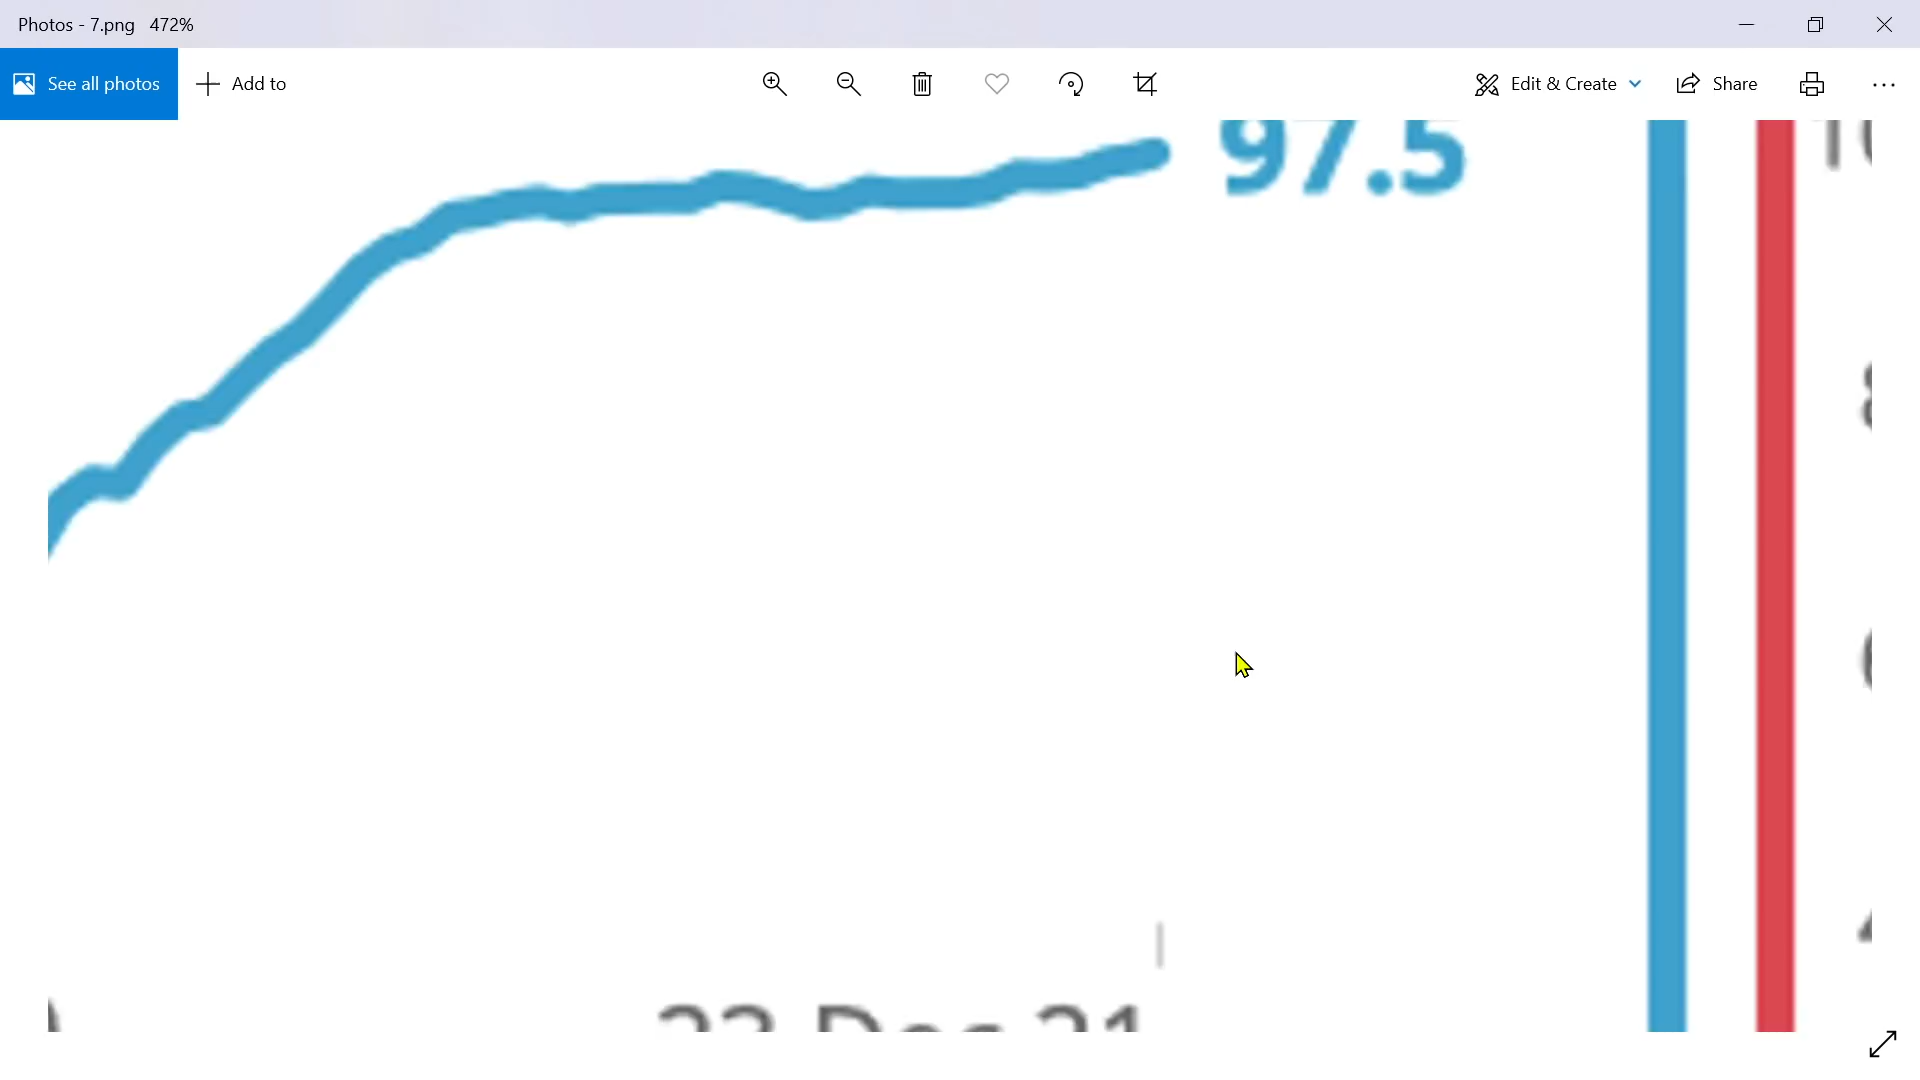 Photos - 7.png 472%
See all photos
Add to
Edit & Create
Share
97.5